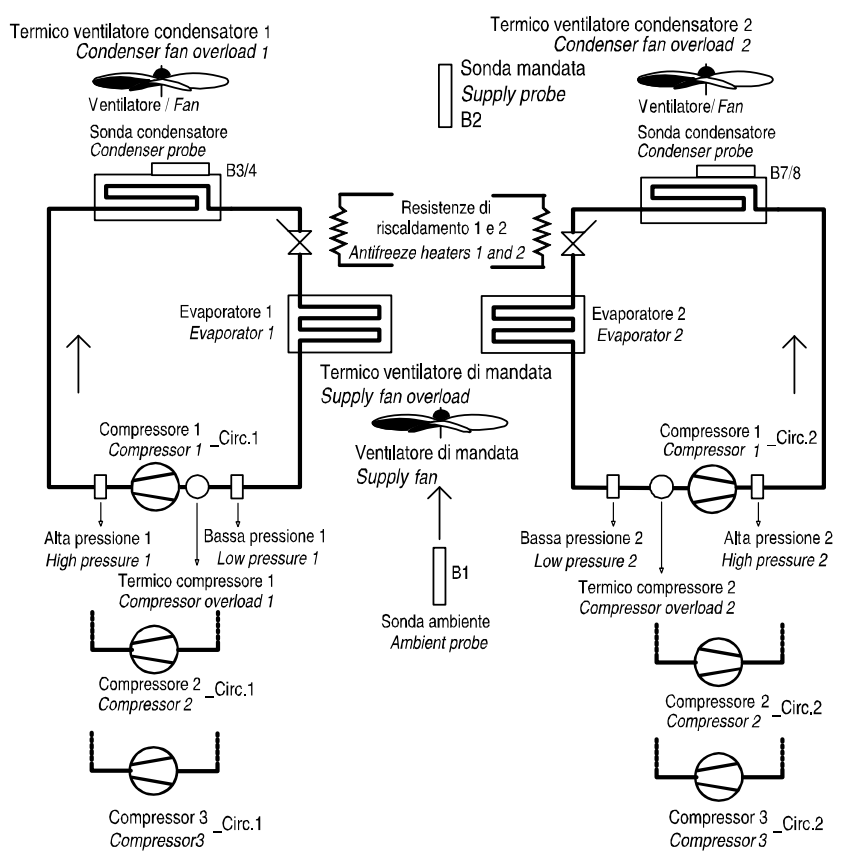 Termico ventilatore condensatore 1
Condenser fan overload 1
Ventilatore / Fan
Sonda condensatore
Condenser probe
B3/4
Sonda mandata
Supply probe
B2
Termico ventilatore condensatore 2
Condenser fan overload 2
Ventilatore/ Fan
Sonda condensatore
Condenser probe
B7/8
Resistenze di
riscaldamento 1 e 2
Antifreeze heaters 1 and 2
Evaporatore 1
Evaporator 1
Evaporatore 2
Evaporator 2
Termico ventilatore di mandata
Supply fan overload
Ventilatore di mandata
Supply fan
Compressore 1
Compressor 1
_Circ.1
Compressore 1
Compressor 1
_Circ.2
Alta pressione 1
High pressure 1
Bassa pressione 1
Low pressure 1
Termico compressore 1
Compressor overload 1
B1
Sonda ambiente
Ambient probe
Bassa pressione 2
Low pressure 2
Alta pressione 2
High pressure 2
Termico compressore 2
Compressor overload 2
Compressore 2
Compressor 2
_Circ.1
Compressore 2
Compressor 2
_Circ.2
Compressor 3
Compressor3
_Circ.1
Compressor 3
Compressor 3
_Circ.2